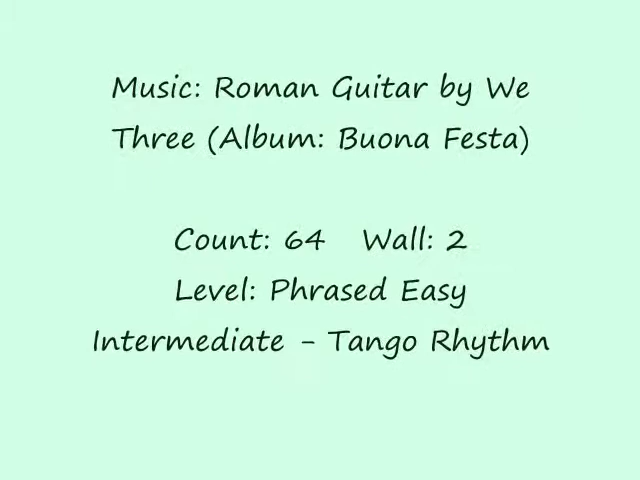 Music: Roman Guitar by We
Three (Album: Buona Festa)
Count: 64 Wall: 2
Level: Phrased Easy
Intermediate - Tango Rhythm